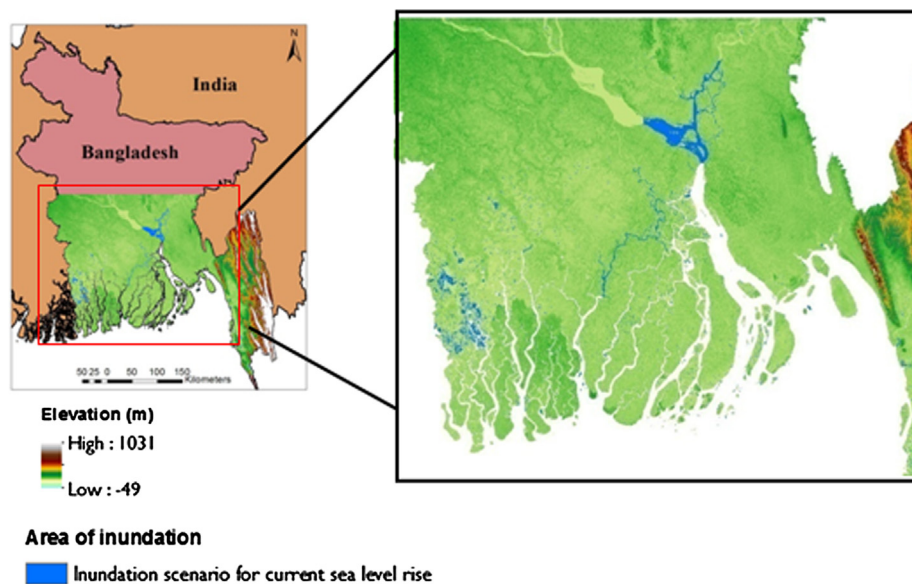 N
India
Bangladesh
50 25 0 50 100 150
Kilometers
Elevation (m)
High : 1031
Low : -49
Area of inundation
Inundation scenario for current sea level rise